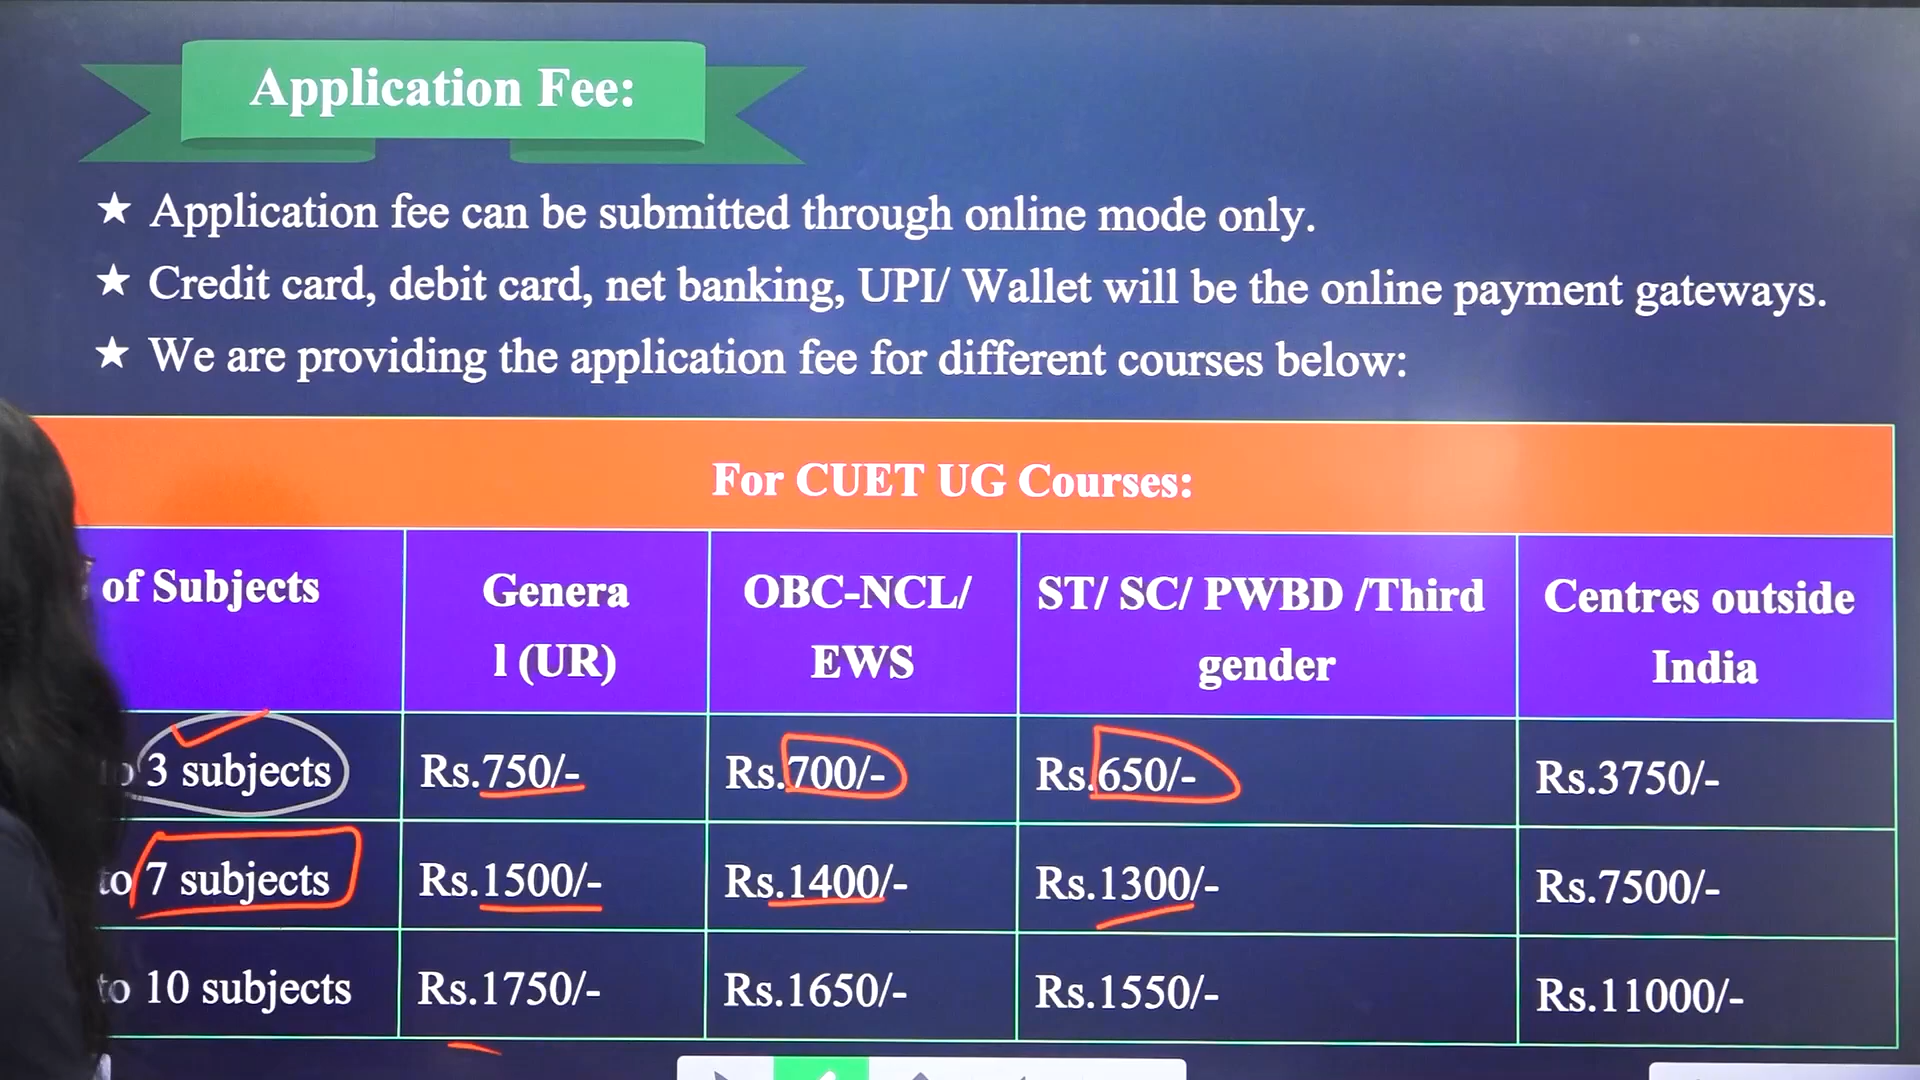 Application Fee:
★ Application fee can be submitted through online mode only.
★ Credit card, debit card, net banking, UPI/ Wallet will be the online payment gateways.
★ We are providing the application fee for different courses below:
For CUET UG Courses:
of Subjects
Genera
l (UR)
OBC-NCL/
EWS
ST/ SC/ PWBD /Third
gender
Centres outside
India
to 3 subjects
Rs.750/-
Rs.700/-
Rs.650/-
Rs.3750/-
to 7 subjects
Rs.1500/-
Rs.1400/-
Rs.1300/-
Rs.7500/-
to 10 subjects
Rs.1750/-
Rs.1650/-
Rs.1550/-
Rs.11000/-